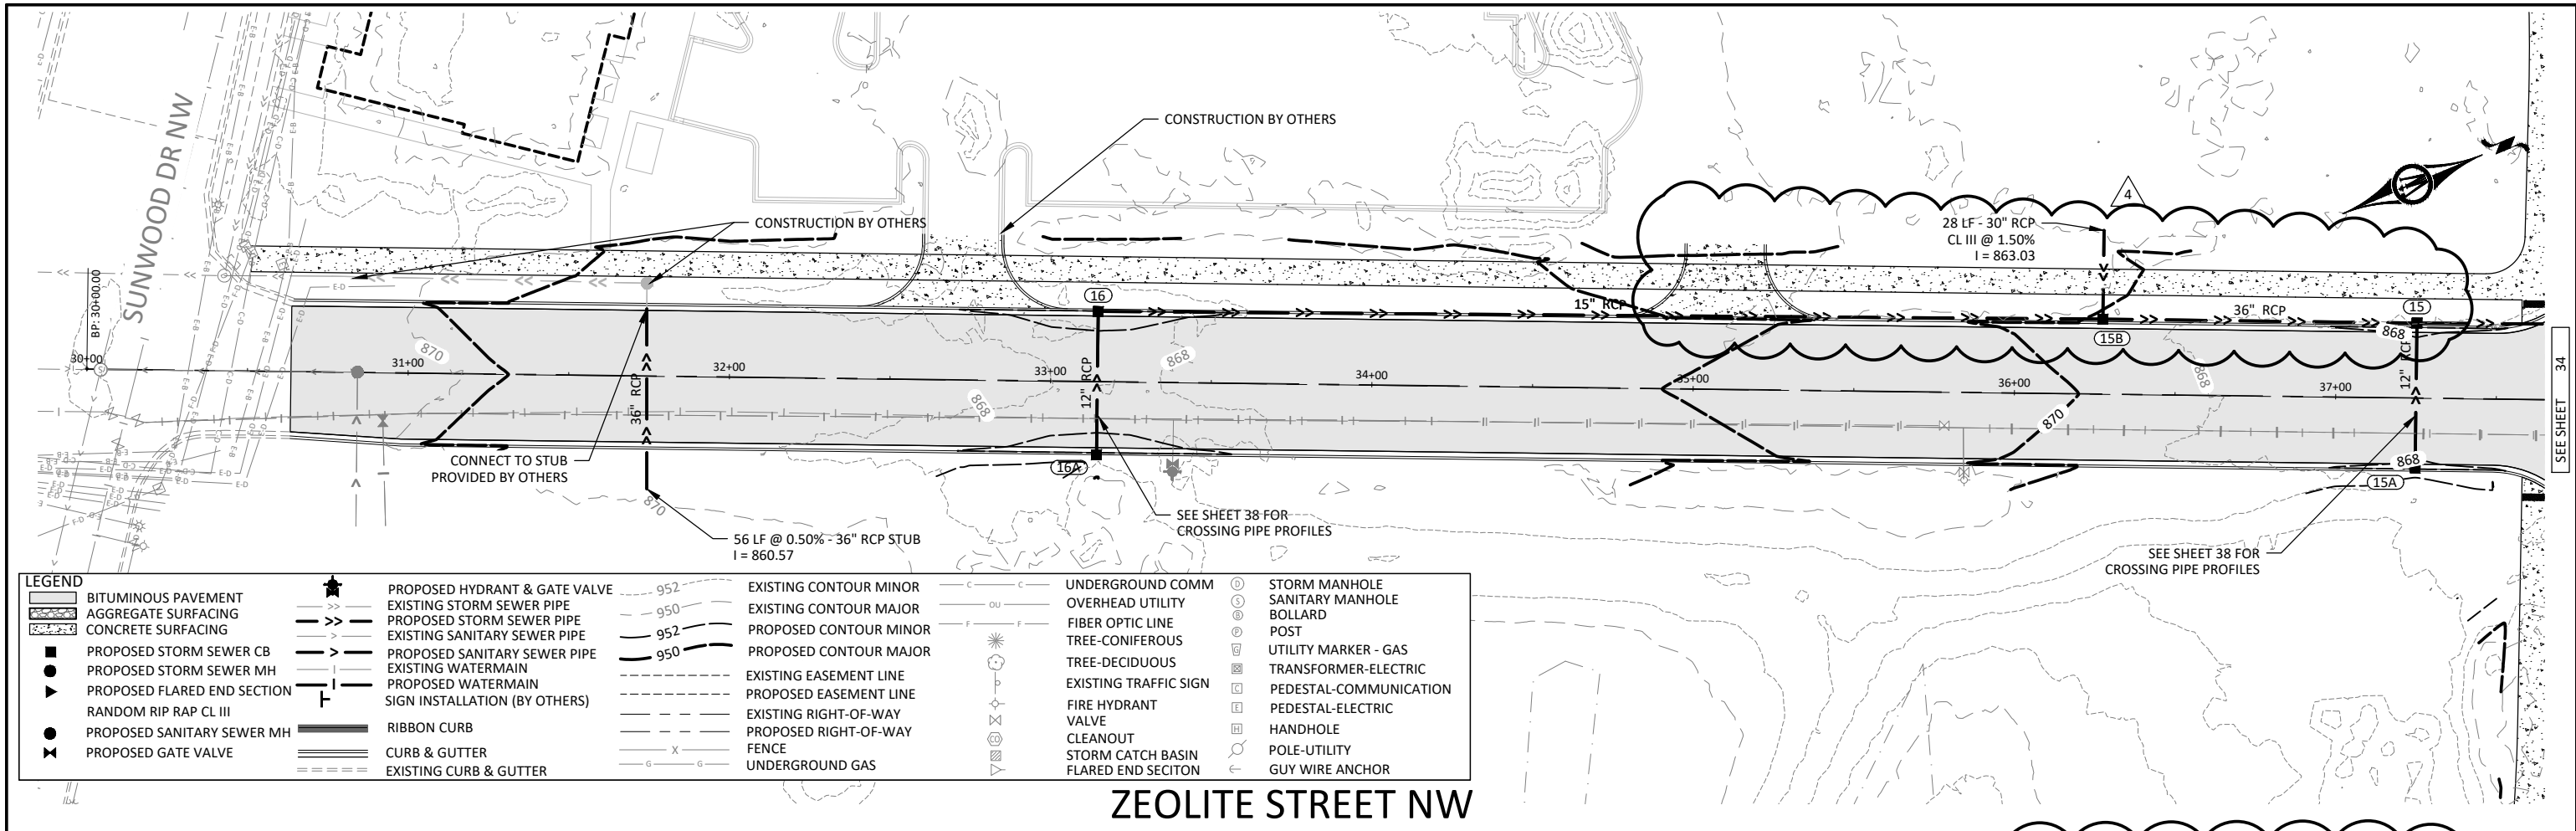 SUNWOOD DR NW
BP: 30+00.00
CONSTRUCTION BY OTHERS
CONSTRUCTION BY OTHERS
4
28 LF - 30" RCP
CL III @ 1.50%
I = 863.03
16
15" RCP
36" RCP
15
15B
868
870
868
868
868
30+00
31+00
32+00
33+00
34+00
35+00
36+00
37+00
36" RCP
12" RCP
12" RCP
870
868
16A
15A
870
CONNECT TO STUB
PROVIDED BY OTHERS
56 LF @ 0.50% - 36" RCP STUB
I = 860.57
SEE SHEET 38 FOR
CROSSING PIPE PROFILES
SEE SHEET 38 FOR
CROSSING PIPE PROFILES
SEE SHEET 34
LEGEND
BITUMINOUS PAVEMENT
AGGREGATE SURFACING
CONCRETE SURFACING
PROPOSED STORM SEWER CB
PROPOSED STORM SEWER MH
PROPOSED FLARED END SECTION
RANDOM RIP RAP CL III
PROPOSED SANITARY SEWER MH
PROPOSED GATE VALVE
PROPOSED HYDRANT & GATE VALVE
EXISTING STORM SEWER PIPE
PROPOSED STORM SEWER PIPE
EXISTING SANITARY SEWER PIPE
PROPOSED SANITARY SEWER PIPE
EXISTING WATERMAIN
PROPOSED WATERMAIN
SIGN INSTALLATION (BY OTHERS)
RIBBON CURB
CURB & GUTTER
EXISTING CURB & GUTTER
952 EXISTING CONTOUR MINOR
950 EXISTING CONTOUR MAJOR
952 PROPOSED CONTOUR MINOR
950 PROPOSED CONTOUR MAJOR
EXISTING EASEMENT LINE
PROPOSED EASEMENT LINE
EXISTING RIGHT-OF-WAY
PROPOSED RIGHT-OF-WAY
X FENCE
G G UNDERGROUND GAS
C C UNDERGROUND COMM
OU OVERHEAD UTILITY
F F FIBER OPTIC LINE
TREE-CONIFEROUS
TREE-DECIDUOUS
EXISTING TRAFFIC SIGN
FIRE HYDRANT
VALVE
CO CLEANOUT
STORM CATCH BASIN
FLARED END SECITON
D STORM MANHOLE
S SANITARY MANHOLE
B BOLLARD
P POST
G UTILITY MARKER - GAS
TRANSFORMER-ELECTRIC
C PEDESTAL-COMMUNICATION
E PEDESTAL-ELECTRIC
H HANDHOLE
POLE-UTILITY
GUY WIRE ANCHOR
ZEOLITE STREET NW